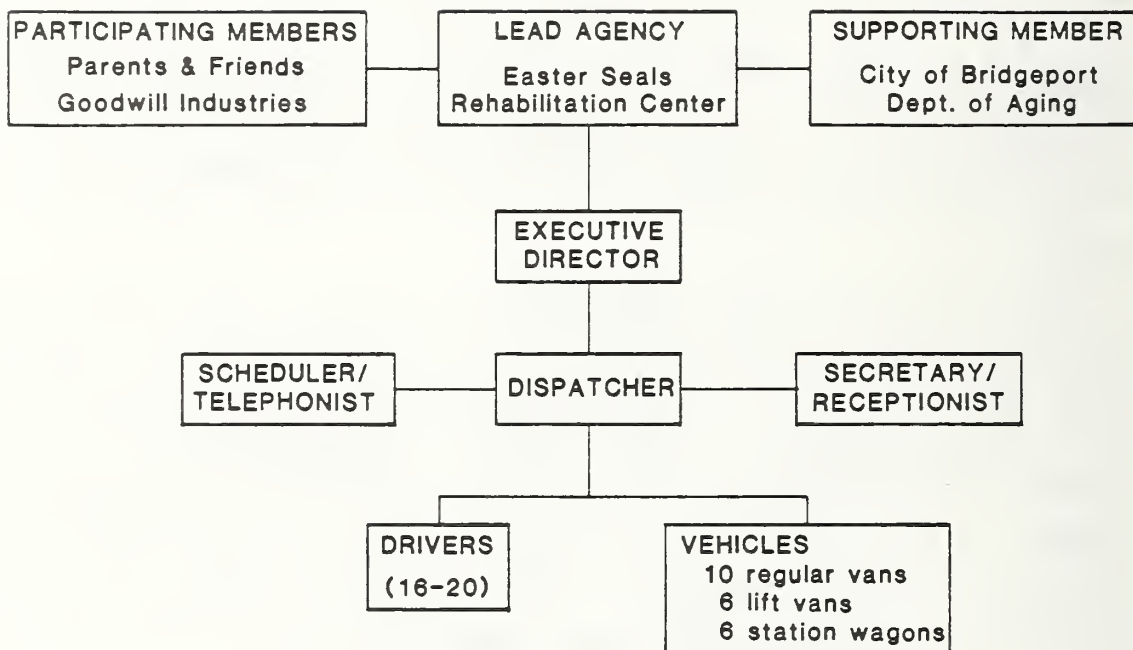 PARTICIPATING MEMBERS
Parents & Friends
Goodwill Industries
LEAD AGENCY
Easter Seals
Rehabilitation Center
SUPPORTING MEMBER
City of Bridgeport
Dept. of Aging
EXECUTIVE
DIRECTOR
SCHEDULER/
TELEPHONIST
DISPATCHER
SECRETARY/
RECEPTIONIST
DRIVERS
(16-20)
VEHICLES
10 regular vans
6 lift vans
6 station wagons